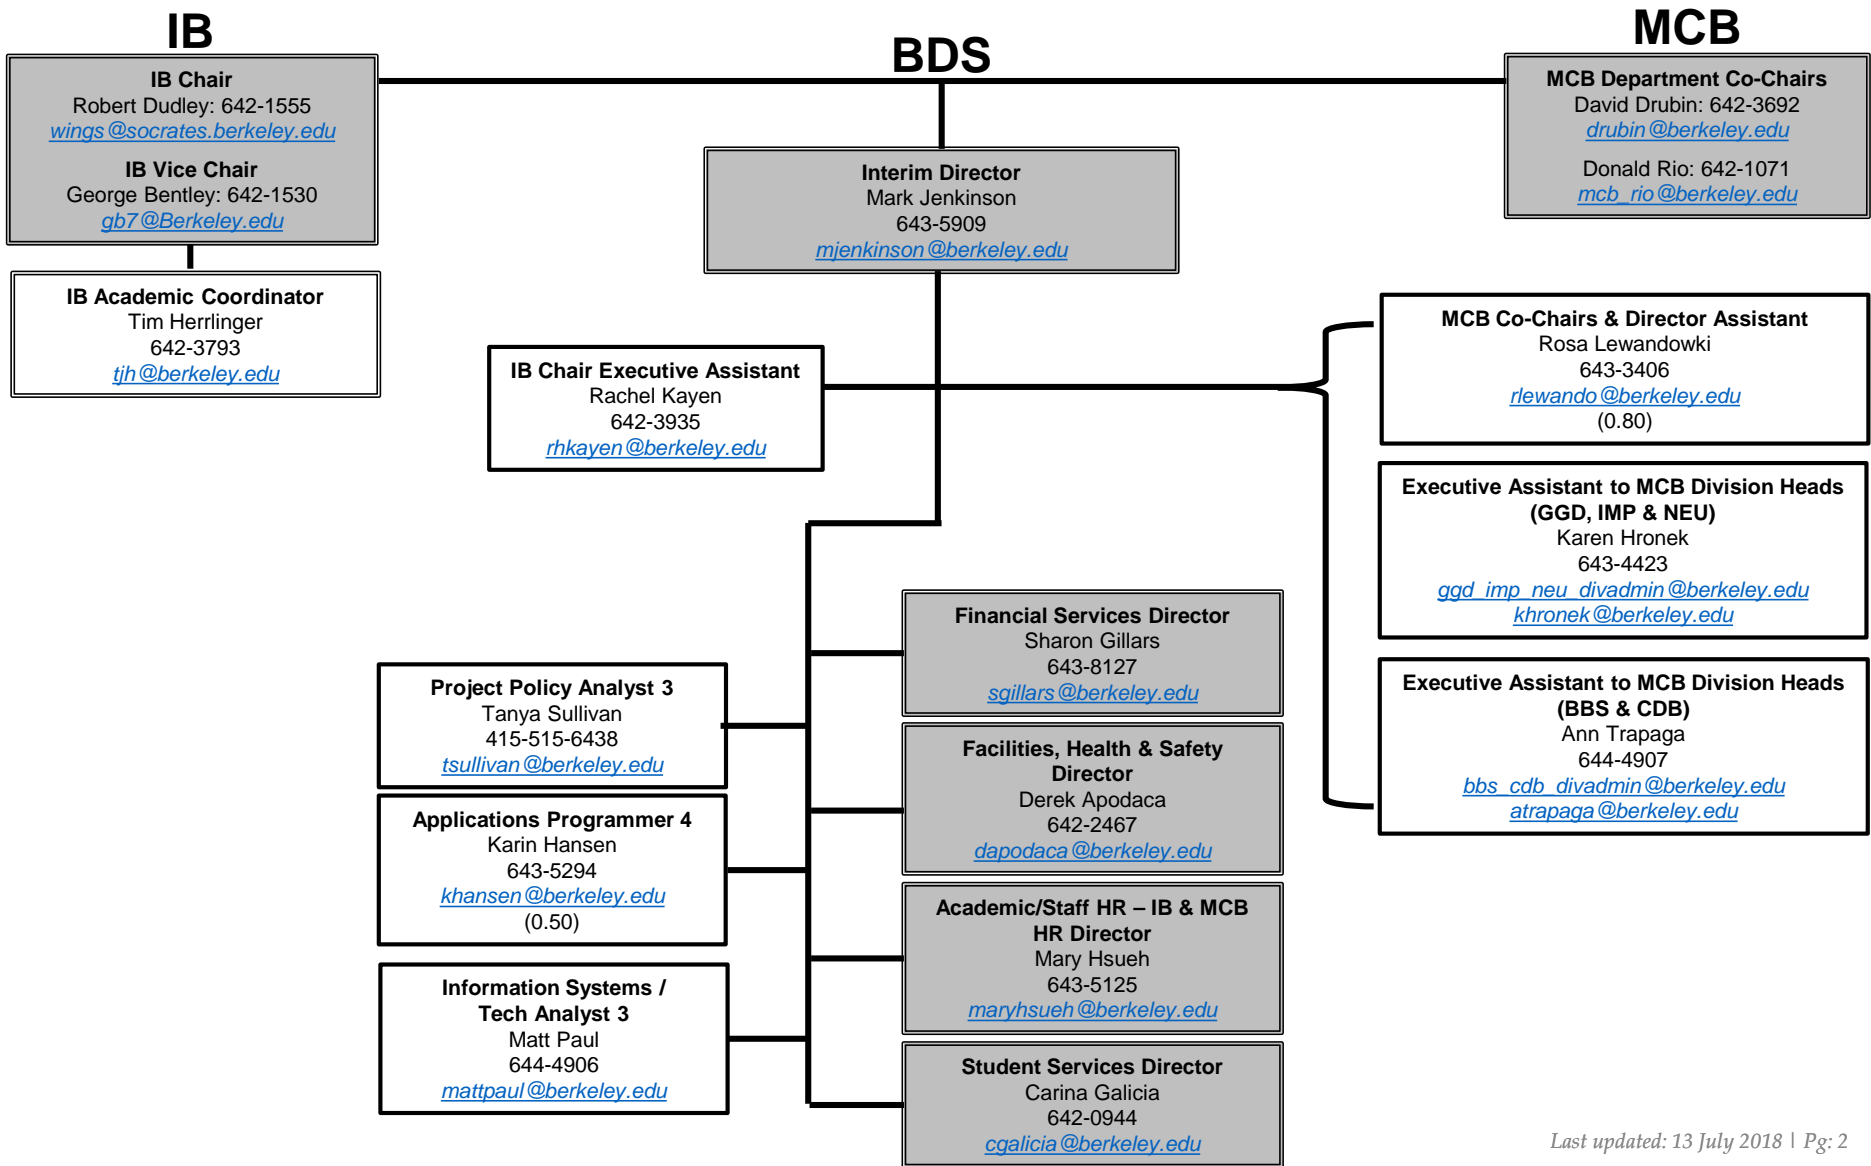 IB
IB Chair
Robert Dudley: 642-1555
wings@socrates.berkeley.edu
IB Vice Chair
George Bentley: 642-1530
gb7@Berkeley.edu
IB Academic Coordinator
Tim Herrlinger
642-3793
tjh@berkeley.edu
BDS
Interim Director
Mark Jenkinson
643-5909
mjenkinson@berkeley.edu
MCB
MCB Department Co-Chairs
David Drubin: 642-3692
drubin@berkeley.edu
Donald Rio: 642-1071
mcb_rio@berkeley.edu
IB Chair Executive Assistant
Rachel Kayen
642-3935
rhkayen@berkeley.edu
MCB Co-Chairs & Director Assistant
Rosa Lewandowki
643-3406
rlewando@berkeley.edu
(0.80)
Executive Assistant to MCB Division Heads
(GGD, IMP & NEU)
Karen Hronek
643-4423
ggd_imp_neu_divadmin@berkeley.edu
khronek@berkeley.edu
Executive Assistant to MCB Division Heads
(BBS & CDB)
Ann Trapaga
644-4907
bbs_cdb_divadmin@berkeley.edu
atrapaga@berkeley.edu
Project Policy Analyst 3
Tanya Sullivan
415-515-6438
tsullivan@berkeley.edu
Applications Programmer 4
Karin Hansen
643-5294
khansen@berkeley.edu
(0.50)
Information Systems /
Tech Analyst 3
Matt Paul
644-4906
mattpaul@berkeley.edu
Financial Services Director
Sharon Gillars
643-8127
sgillars@berkeley.edu
Facilities, Health & Safety
Director
Derek Apodaca
642-2467
dapodaca@berkeley.edu
Academic/Staff HR – IB & MCB
HR Director
Mary Hsueh
643-5125
maryhsueh@berkeley.edu
Student Services Director
Carina Galicia
642-0944
cgalicia@berkeley.edu
Last updated: 13 July 2018 | Pg: 2